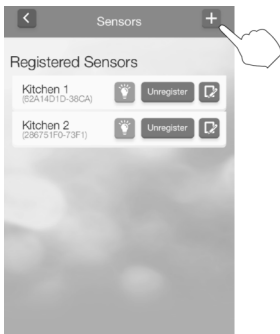 Sensors
Registered Sensors
Kitchen 1
(62A14D1D-38CA)
Unregister
Kitchen 2
(286751F0-73F1)
Unregister